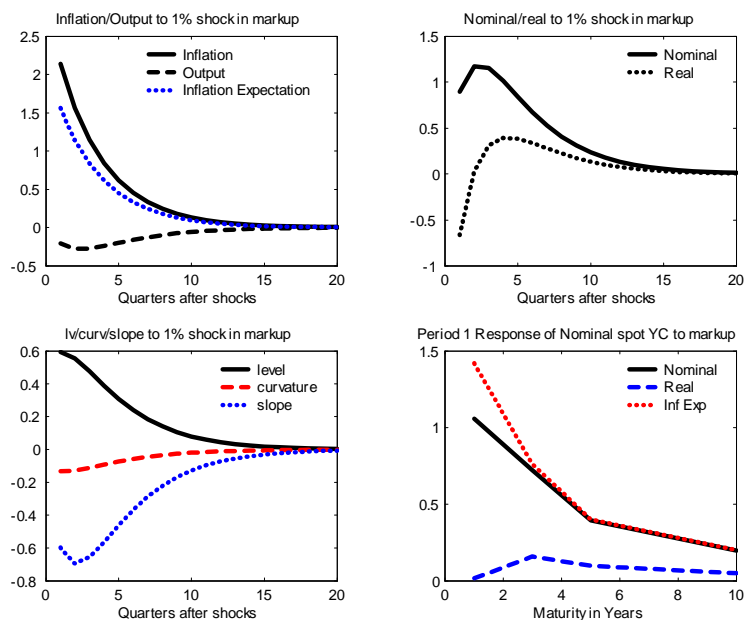 Inflation/Output to 1% shock in markup
2.5
2
1.5
1
0.5
0
-0.5
0
5
10
15
20
Inflation
Output
Inflation Expectation
Quarters after shocks
Nominal/real to 1% shock in markup
1.5
1
0.5
0
-0.5
-1
0
5
10
15
20
Nominal
Real
Quarters after shocks
lv/curv/slope to 1% shock in markup
0.6
0.4
0.2
0
-0.2
-0.4
-0.6
-0.8
0
5
10
15
20
level
curvature
slope
Quarters after shocks
Period 1 Response of Nominal spot YC to markup
1.5
1
0.5
0
0
2
4
6
8
10
Nominal
Real
Inf Exp
Maturity in Years